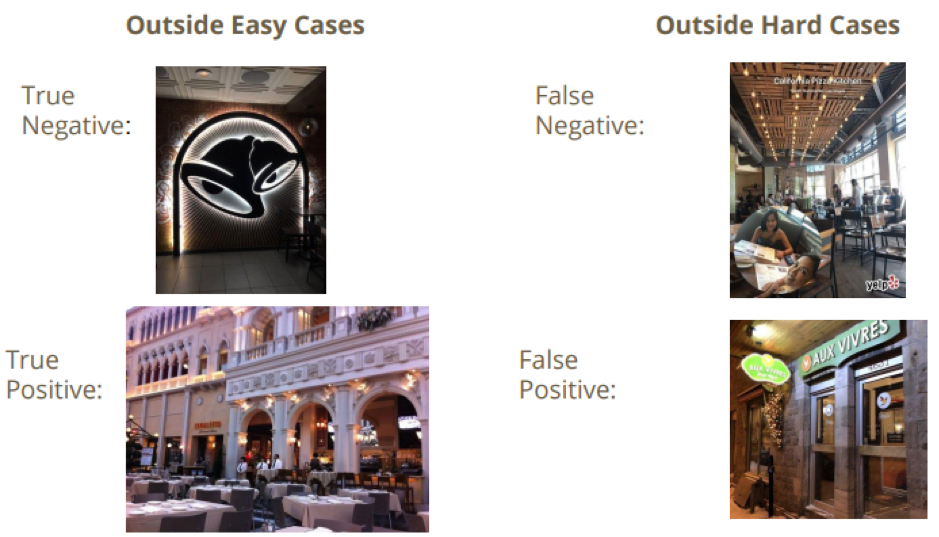 Outside Easy Cases
Outside Hard Cases
True
Negative:
False
Negative:
California Pizza Kitchen
yelp
True
Positive:
False
Positive:
AUX VIVRES
AUX VIVRES